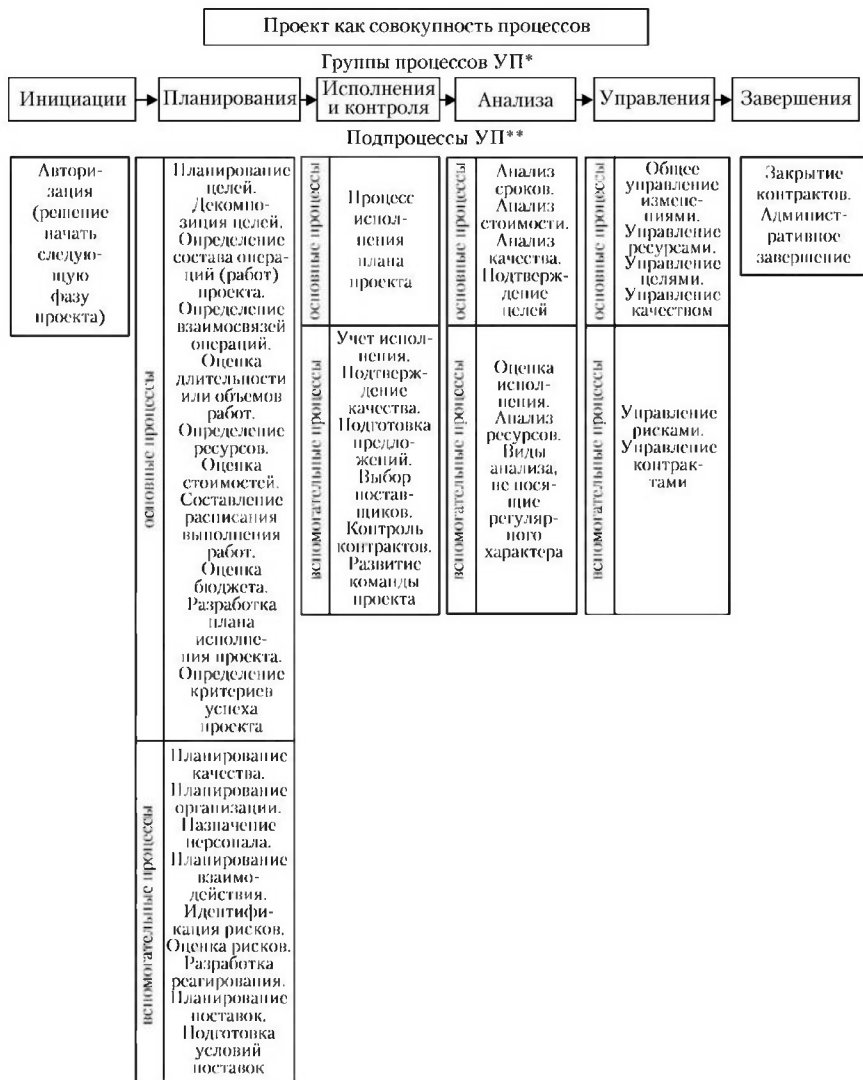 Проект как совокупность процессов
Группы процессов УП*
Инициации
Планирования
Исполнения
и контроля
Анализа
Управления
Завершения
Подпроцессы УП**
Автори-
зация
(решение
начать
следую-
щую
фазу
проекта)
основные процессы
Планирование
целей.
Декомпо-
зиция целей.
Определение
состава опера-
ций (работ)
проекта.
Определение
взаимосвязей
операций.
Оценка
длительности
или объемов
работ.
Определение
ресурсов.
Оценка
стоимостей.
Составление
расписания
выполнения
работ.
Оценка
бюджета.
Разработка
плана
исполне-
ния проекта.
Определение
критериев
успеха
проекта
вспомогательные процессы
Планирование
качества.
Планирование
организации.
Назначение
персонала.
Планирование
взаимо-
действия.
Идентифи-
кация рисков.
Оценка рисков.
Разработка
реагирования.
Планирование
поставок.
Подготовка
условий
поставок
основные процессы
Процесс
испол-
нения
плана
проекта
вспомогательные процессы
Учет испол-
нения.
Подтверж-
дение
качества.
Подготовка
предло-
жений.
Выбор
постав-
щиков.
Контроль
контрактов.
Развитие
команды
проекта
основные процессы
Анализ
сроков.
Анализ
стоимости.
Анализ
качества.
Подтверж-
дение
целей
вспомогательные процессы
Оценка
испол-
нения.
Анализ
ресурсов.
Виды
анализа,
не нося-
щие
регуляр-
ного
характера
основные процессы
Общее
управление
измене-
ниями.
Управление
ресурсами.
Управление
целями.
Управление
качеством
вспомогательные процессы
Управление
рисками.
Управление
контрак-
тами
Закрытие
контрактов.
Админист-
ративное
завершение